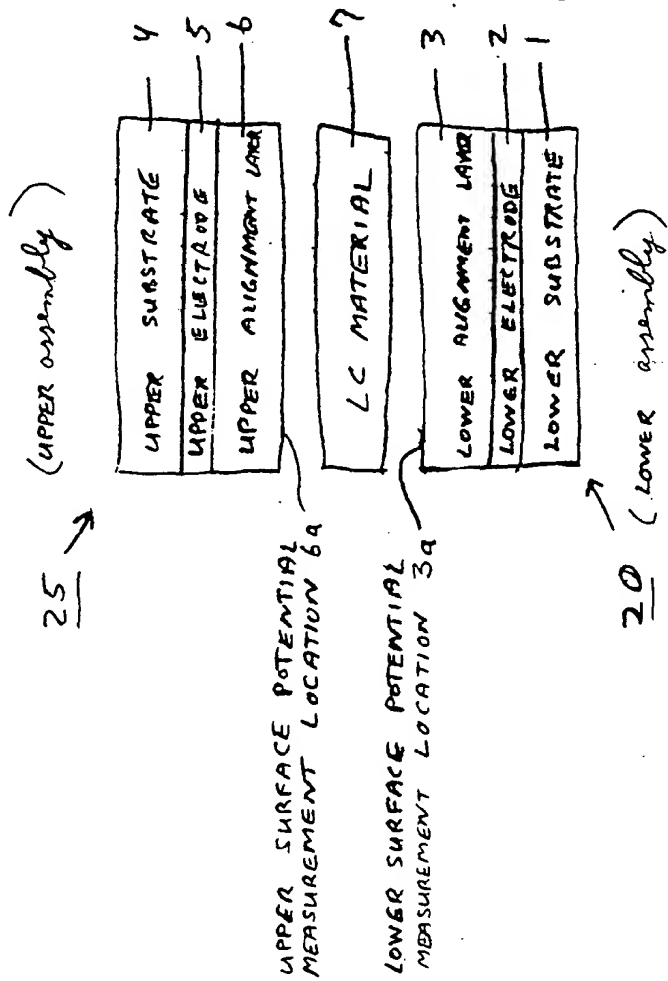 25
(UPPER assembly)
UPPER SUBSTRATE
4
UPPER ELECTRODE
5
UPPER ALIGNMENT LAYER
6
UPPER SURFACE POTENTIAL
MEASUREMENT LOCATION 6a
LC MATERIAL
7
LOWER SURFACE POTENTIAL
MEASUREMENT LOCATION 3a
LOWER ALIGNMENT LAYER
3
LOWER ELECTRODE
2
LOWER SUBSTRATE
1
20 (LOWER assembly)